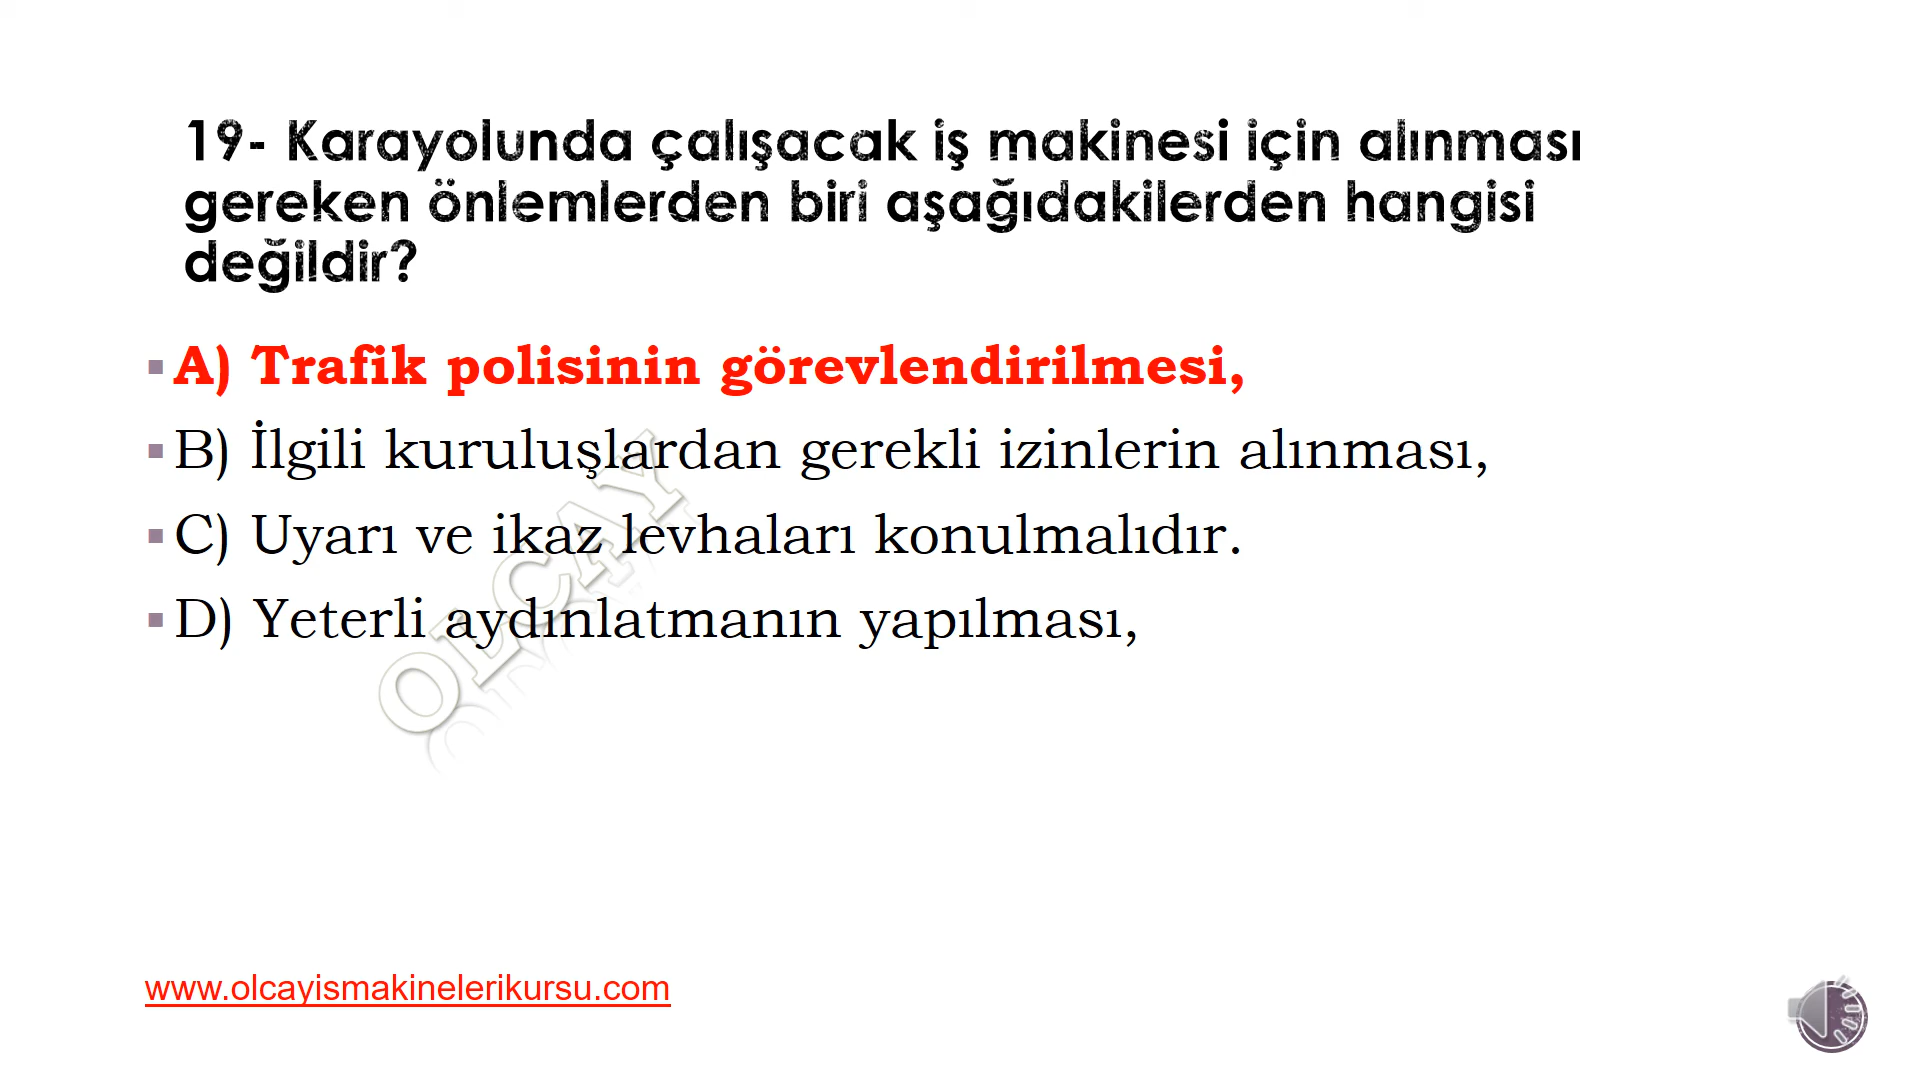 19- Karayolunda çalışacak iş makinesi için alınması
gereken önlemlerden biri aşağıdakilerden hangisi
değildir?
A) Trafik polisinin görevlendirilmesi,
B) İlgili kuruluşlardan gerekli izinlerin alınması,
C) Uyarı ve ikaz levhaları konulmalıdır.
D) Yeterli aydınlatmanın yapılması,
OLCAY
www.olcayismakinelerikursu.com